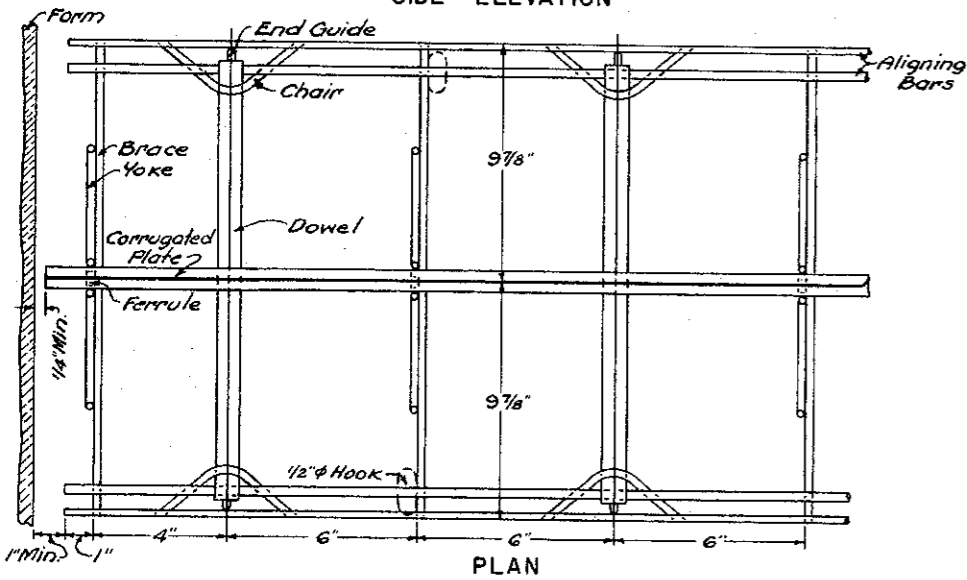 SIDE ELEVATION
Form
End Guide
Chair
Aligning
Bars
Brace
Yoke
9 7/8"
Dowel
Corrugated
Plate
Ferrule
1/4" Min.
9 7/8"
1/2" φ Hook
1" Min.
1"
4"
6"
6"
6"
PLAN